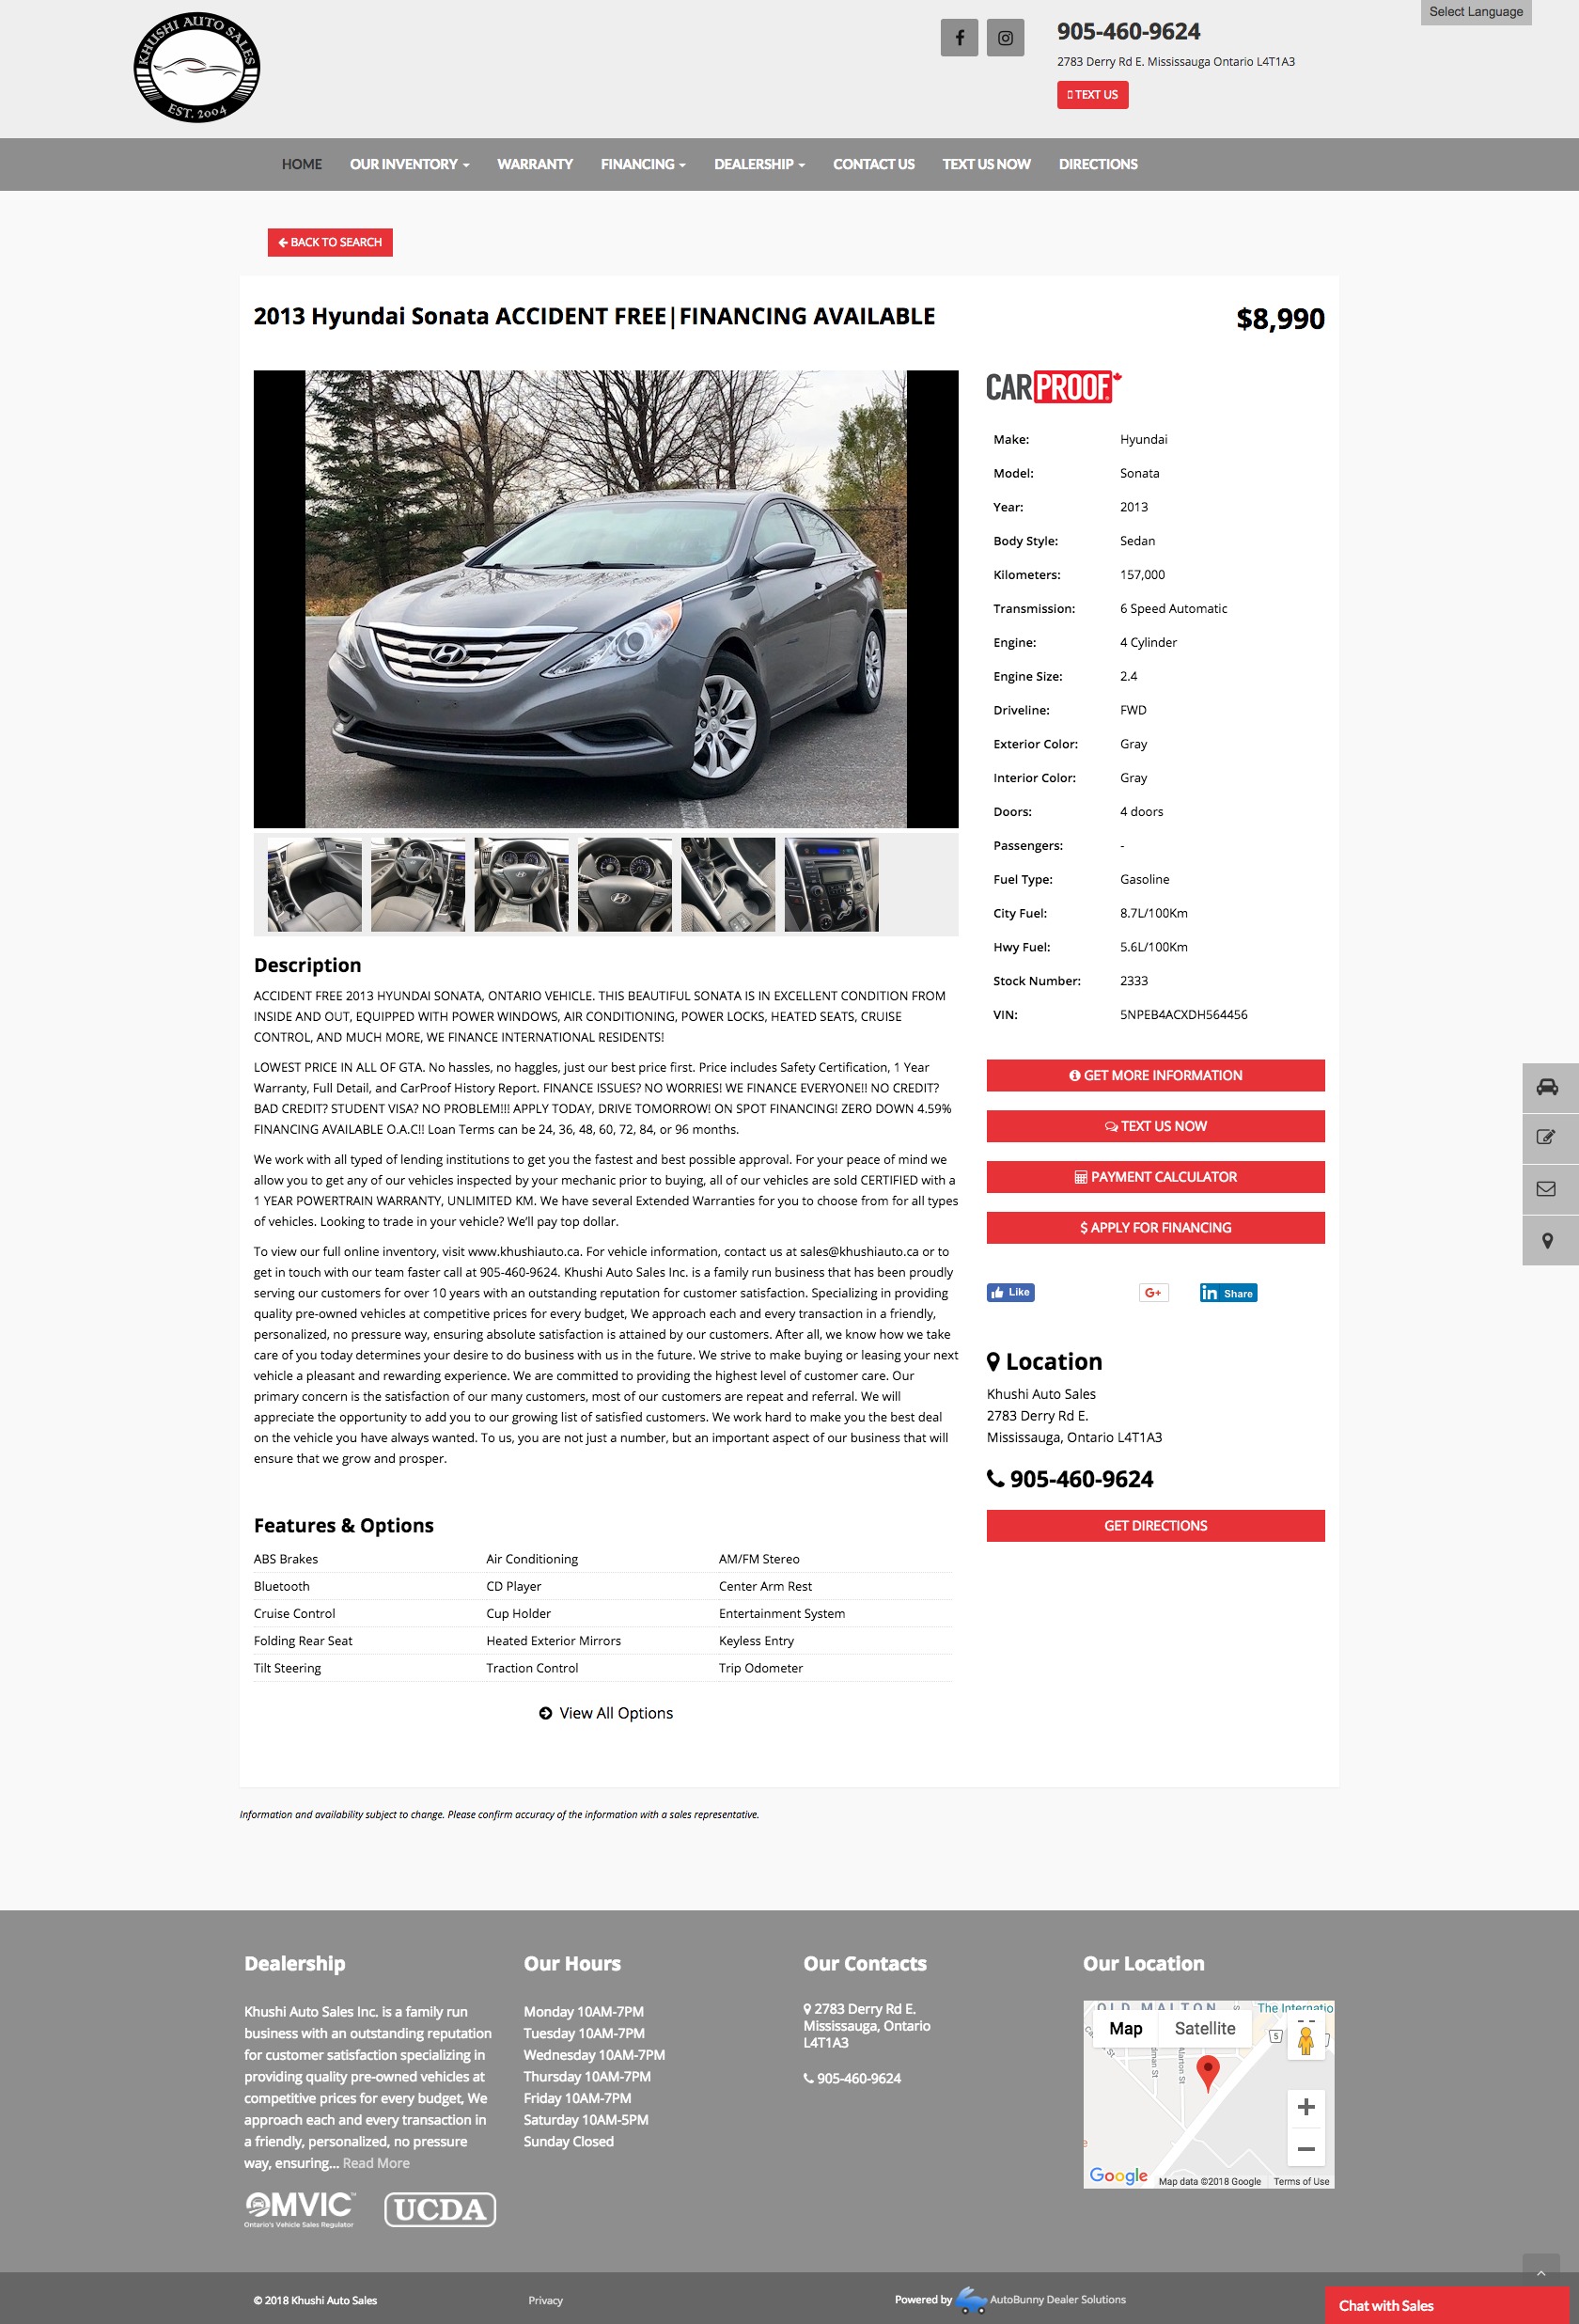 Select Language
KHUSHI AUTO SALES
EST. 2004
905-460-9624
2783 Derry Rd E. Mississauga Ontario L4T1A3
TEXT US
HOME OUR INVENTORY WARRANTY FINANCING DEALERSHIP CONTACT US TEXT US NOW DIRECTIONS
BACK TO SEARCH
2013 Hyundai Sonata ACCIDENT FREE|FINANCING AVAILABLE
$8,990
CARPROOF
Make: Hyundai
Model: Sonata
Year: 2013
Body Style: Sedan
Kilometers: 157,000
Transmission: 6 Speed Automatic
Engine: 4 Cylinder
Engine Size: 2.4
Driveline: FWD
Exterior Color: Gray
Interior Color: Gray
Doors: 4 doors
Passengers: -
Fuel Type: Gasoline
City Fuel: 8.7L/100Km
Hwy Fuel: 5.6L/100Km
Stock Number: 2333
VIN: 5NPEB4ACXDH564456
GET MORE INFORMATION
TEXT US NOW
PAYMENT CALCULATOR
$ APPLY FOR FINANCING
Like
G+
in Share
Location
Khushi Auto Sales
2783 Derry Rd E.
Mississauga, Ontario L4T1A3
905-460-9624
GET DIRECTIONS
Description
ACCIDENT FREE 2013 HYUNDAI SONATA, ONTARIO VEHICLE. THIS BEAUTIFUL SONATA IS IN EXCELLENT CONDITION FROM
INSIDE AND OUT, EQUIPPED WITH POWER WINDOWS, AIR CONDITIONING, POWER LOCKS, HEATED SEATS, CRUISE
CONTROL, AND MUCH MORE, WE FINANCE INTERNATIONAL RESIDENTS!
LOWEST PRICE IN ALL OF GTA. No hassles, no haggles, just our best price first. Price includes Safety Certification, 1 Year
Warranty, Full Detail, and CarProof History Report. FINANCE ISSUES? NO WORRIES! WE FINANCE EVERYONE!! NO CREDIT?
BAD CREDIT? STUDENT VISA? NO PROBLEM!!! APPLY TODAY, DRIVE TOMORROW! ON SPOT FINANCING! ZERO DOWN 4.59%
FINANCING AVAILABLE O.A.C!! Loan Terms can be 24, 36, 48, 60, 72, 84, or 96 months.
We work with all typed of lending institutions to get you the fastest and best possible approval. For your peace of mind we
allow you to get any of our vehicles inspected by your mechanic prior to buying, all of our vehicles are sold CERTIFIED with a
1 YEAR POWERTRAIN WARRANTY, UNLIMITED KM. We have several Extended Warranties for you to choose from for all types
of vehicles. Looking to trade in your vehicle? We'll pay top dollar.
To view our full online inventory, visit www.khushiauto.ca. For vehicle information, contact us at sales@khushiauto.ca or to
get in touch with our team faster call at 905-460-9624. Khushi Auto Sales Inc. is a family run business that has been proudly
serving our customers for over 10 years with an outstanding reputation for customer satisfaction. Specializing in providing
quality pre-owned vehicles at competitive prices for every budget, We approach each and every transaction in a friendly,
personalized, no pressure way, ensuring absolute satisfaction is attained by our customers. After all, we know how we take
care of you today determines your desire to do business with us in the future. We strive to make buying or leasing your next
vehicle a pleasant and rewarding experience. We are committed to providing the highest level of customer care. Our
primary concern is the satisfaction of our many customers, most of our customers are repeat and referral. We will
appreciate the opportunity to add you to our growing list of satisfied customers. We work hard to make you the best deal
on the vehicle you have always wanted. To us, you are not just a number, but an important aspect of our business that will
ensure that we grow and prosper.
Features & Options
ABS Brakes Air Conditioning AM/FM Stereo
Bluetooth CD Player Center Arm Rest
Cruise Control Cup Holder Entertainment System
Folding Rear Seat Heated Exterior Mirrors Keyless Entry
Tilt Steering Traction Control Trip Odometer
View All Options
Information and availability subject to change. Please confirm accuracy of the information with a sales representative.
Dealership
Khushi Auto Sales Inc. is a family run
business with an outstanding reputation
for customer satisfaction specializing in
providing quality pre-owned vehicles at
competitive prices for every budget, We
approach each and every transaction in
a friendly, personalized, no pressure
way, ensuring... Read More
OMVIC
Ontario's Vehicle Sales Regulator
UCDA
Our Hours
Monday 10AM-7PM
Tuesday 10AM-7PM
Wednesday 10AM-7PM
Thursday 10AM-7PM
Friday 10AM-7PM
Saturday 10AM-5PM
Sunday Closed
Our Contacts
2783 Derry Rd E.
Mississauga, Ontario
L4T1A3
905-460-9624
Our Location
OLD MALTON
The Internatio
Map Satellite
5
Google Map data ©2018 Google Terms of Use
© 2018 Khushi Auto Sales Privacy Powered by AutoBunny Dealer Solutions
Chat with Sales